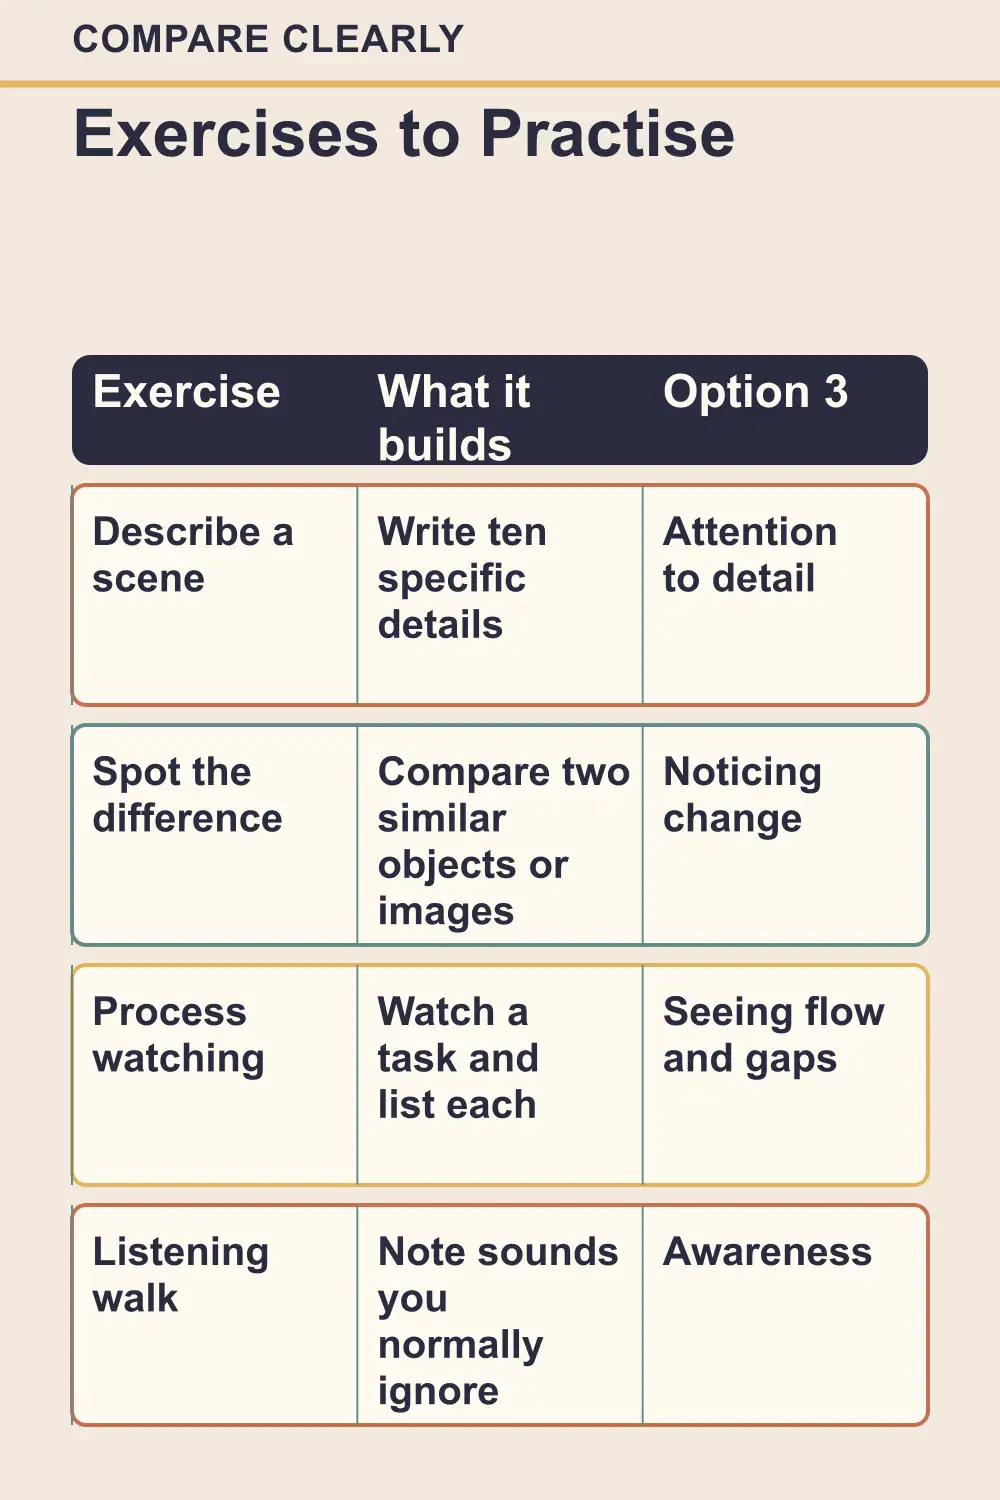 COMPARE CLEARLY
Exercises to Practise
Exercise
What it
builds
Option 3
Describe a
scene
Write ten
specific
details
Attention
to detail
Spot the
difference
Compare two
similar
objects or
images
Noticing
change
Process
watching
Watch a
task and
list each
Seeing flow
and gaps
Listening
walk
Note sounds
you
normally
ignore
Awareness